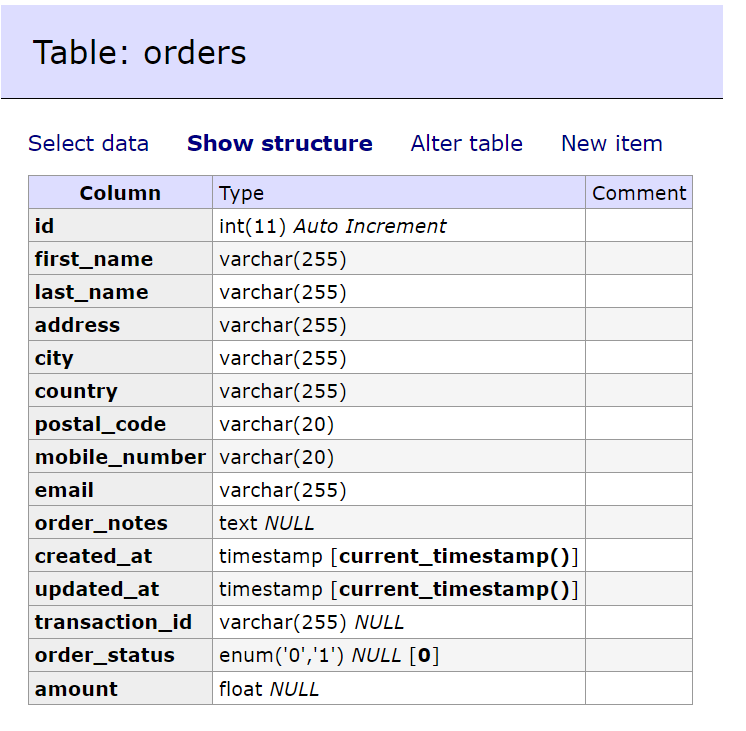 Table: orders
Select data Show structure Alter table New item
Column Type Comment
id int(11) Auto Increment
first_name varchar(255)
last_name varchar(255)
address varchar(255)
city varchar(255)
country varchar(255)
postal_code varchar(20)
mobile_number varchar(20)
email varchar(255)
order_notes text NULL
created_at timestamp [current_timestamp()]
updated_at timestamp [current_timestamp()]
transaction_id varchar(255) NULL
order_status enum('0','1') NULL [0]
amount float NULL